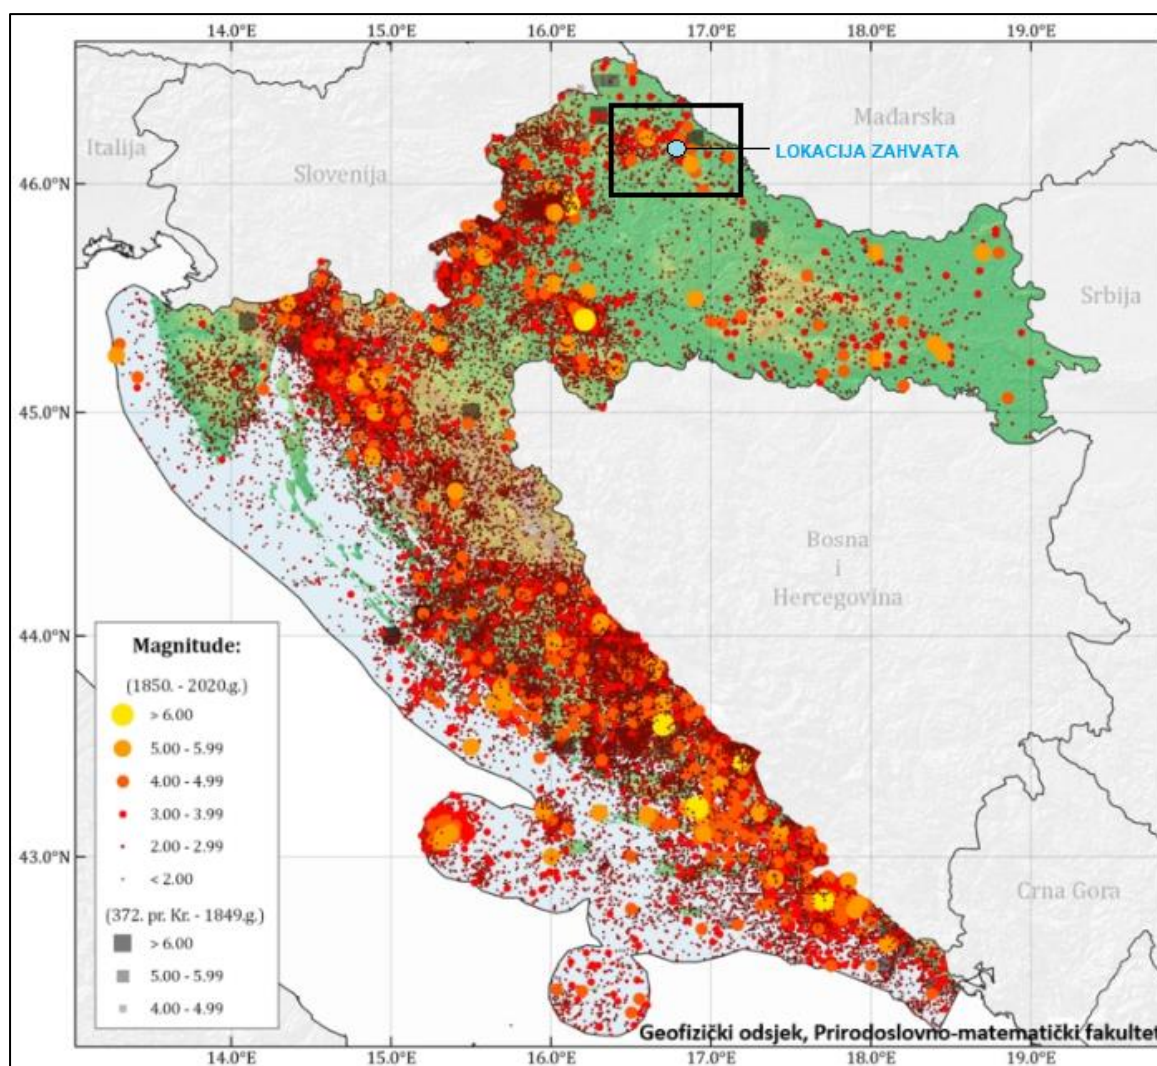 14.0°E 15.0°E 16.0°E 17.0°E 18.0°E 19.0°E
Mađarska
Italija
LOKACIJA ZAHVATA
Slovenija
46.0°N
Srbija
45.0°N
Bosna
i
Hercegovina
44.0°N
Magnitude:
(1850. - 2020.g.)
> 6.00
5.00 - 5.99
4.00 - 4.99
3.00 - 3.99
2.00 - 2.99
< 2.00
(372. pr. Kr. - 1849.g.)
> 6.00
5.00 - 5.99
4.00 - 4.99
43.0°N
Crna Gora
Geofizički odsjek, Prirodoslovno-matematički fakultet
14.0°E 15.0°E 16.0°E 17.0°E 18.0°E 19.0°E